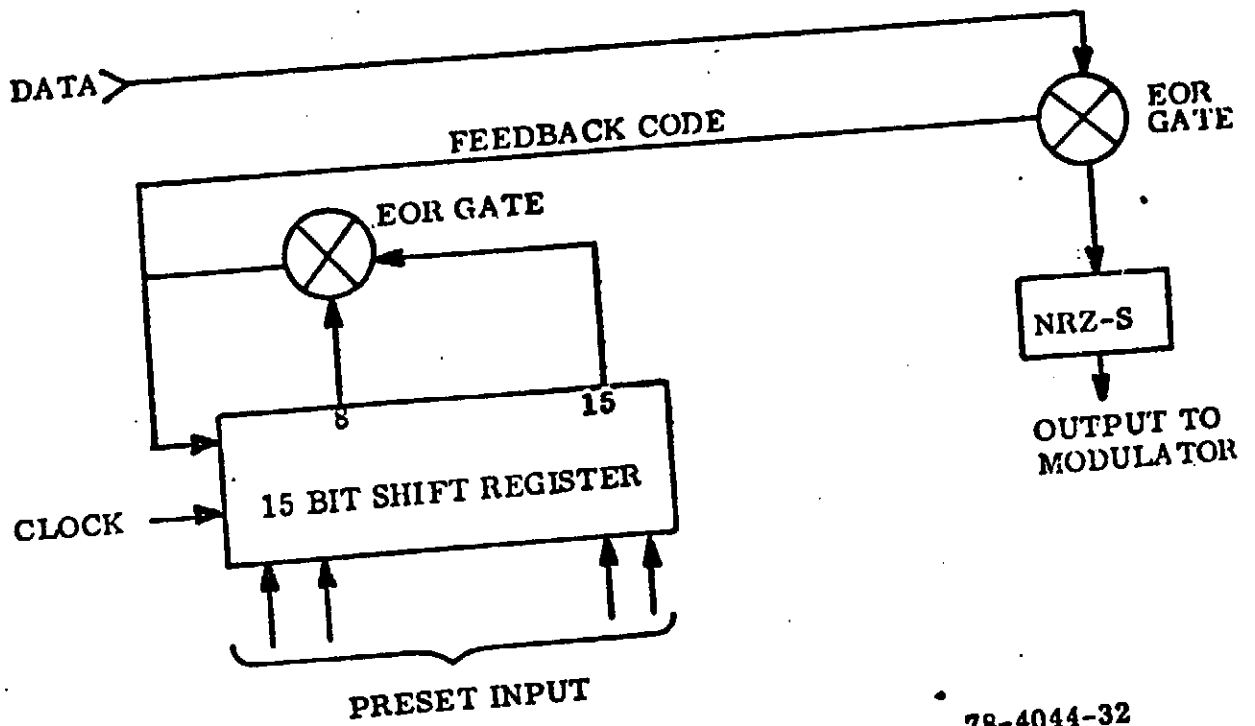 DATA
EOR
GATE
FEEDBACK CODE
EOR GATE
NRZ-S
8
15
OUTPUT TO
MODULATOR
15 BIT SHIFT REGISTER
CLOCK
PRESET INPUT
78-4044-32